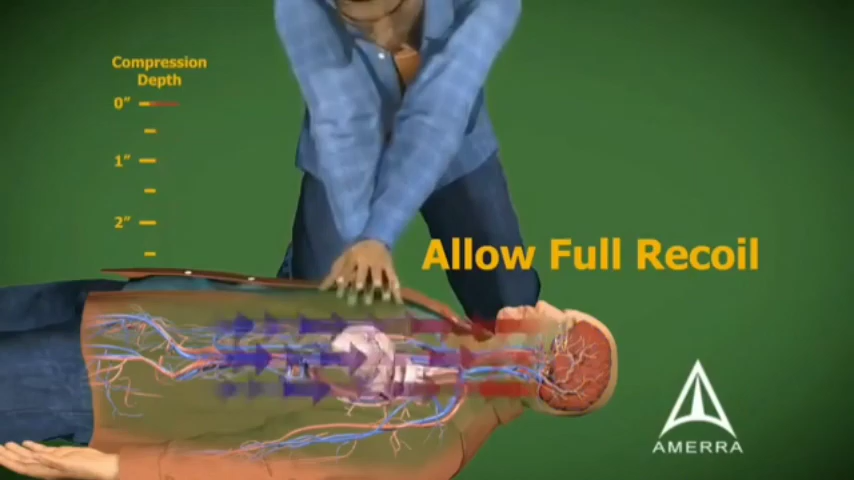 Compression
Depth
0"
1"
2"
Allow Full Recoil
AMERRA